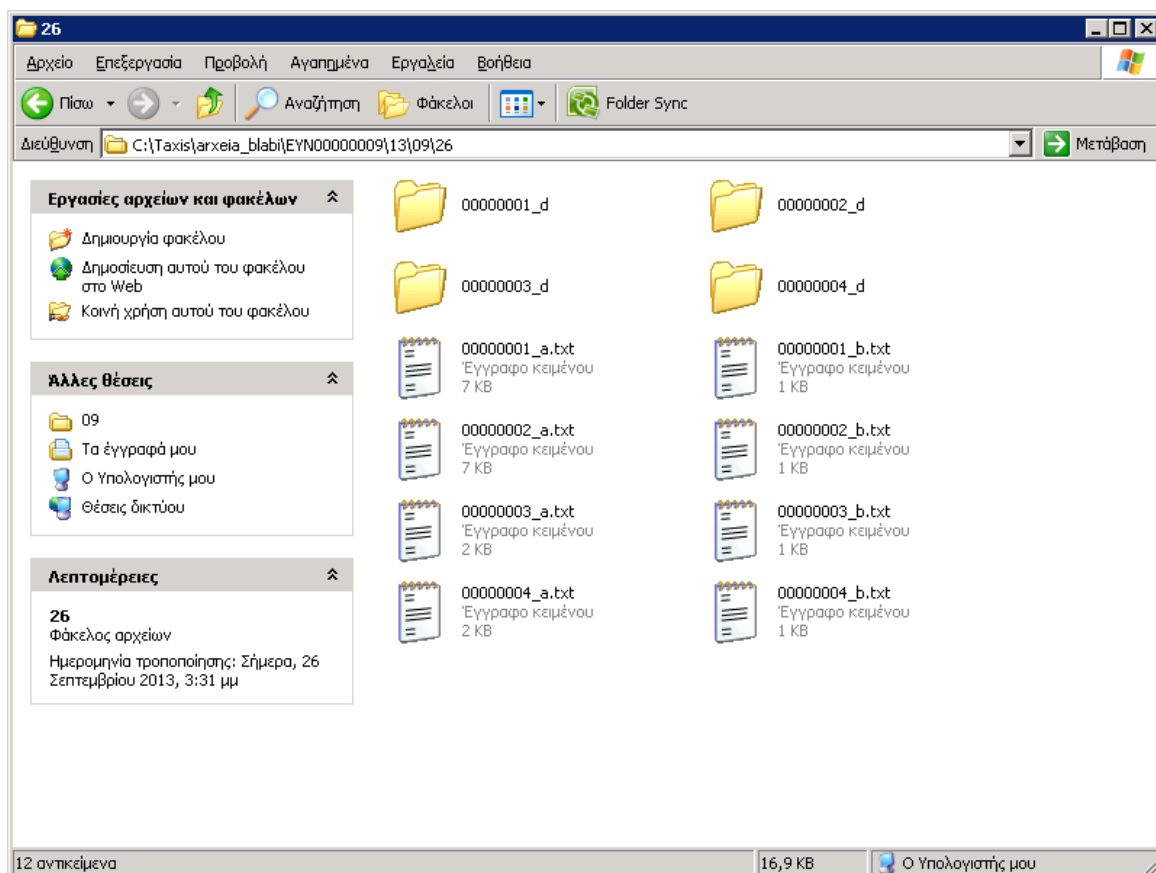 26
Αρχείο Επεξεργασία Προβολή Αγαπημένα Εργαλεία Βοήθεια
Πίσω Αναζήτηση Φάκελοι Folder Sync
Διεύθυνση C:\Taxis\arxeia_blabi\EYN00000009\13\09\26 Μετάβαση
Εργασίες αρχείων και φακέλων
Δημιουργία φακέλου
Δημοσίευση αυτού του φακέλου
στο Web
Κοινή χρήση αυτού του φακέλου
Άλλες θέσεις
09
Τα έγγραφά μου
Ο Υπολογιστής μου
Θέσεις δικτύου
Λεπτομέρειες
26
Φάκελος αρχείων
Ημερομηνία τροποποίησης: Σήμερα, 26
Σεπτεμβρίου 2013, 3:31 μμ
00000001_d
00000002_d
00000003_d
00000004_d
00000001_a.txt
Έγγραφο κειμένου
7 KB
00000001_b.txt
Έγγραφο κειμένου
1 KB
00000002_a.txt
Έγγραφο κειμένου
7 KB
00000002_b.txt
Έγγραφο κειμένου
1 KB
00000003_a.txt
Έγγραφο κειμένου
2 KB
00000003_b.txt
Έγγραφο κειμένου
1 KB
00000004_a.txt
Έγγραφο κειμένου
2 KB
00000004_b.txt
Έγγραφο κειμένου
1 KB
12 αντικείμενα 16,9 KB Ο Υπολογιστής μου